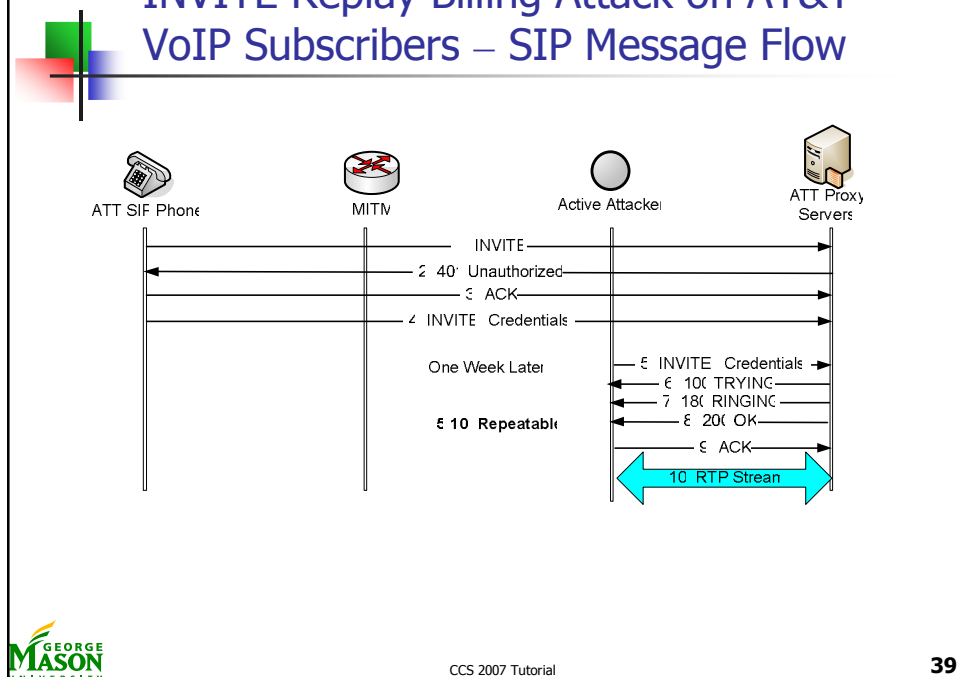 INVITE Replay Billing Attack on AT&T
VoIP Subscribers – SIP Message Flow
ATT SIP Phone
MITM
Active Attacker
ATT Proxy
Servers
INVITE
2 401 Unauthorized
3 ACK
4 INVITE Credentials
One Week Later
5 INVITE Credentials
6 100 TRYING
7 180 RINGING
5 10 Repeatable
8 200 OK
9 ACK
10 RTP Stream
GEORGE
MASON
UNIVERSITY
CCS 2007 Tutorial
39